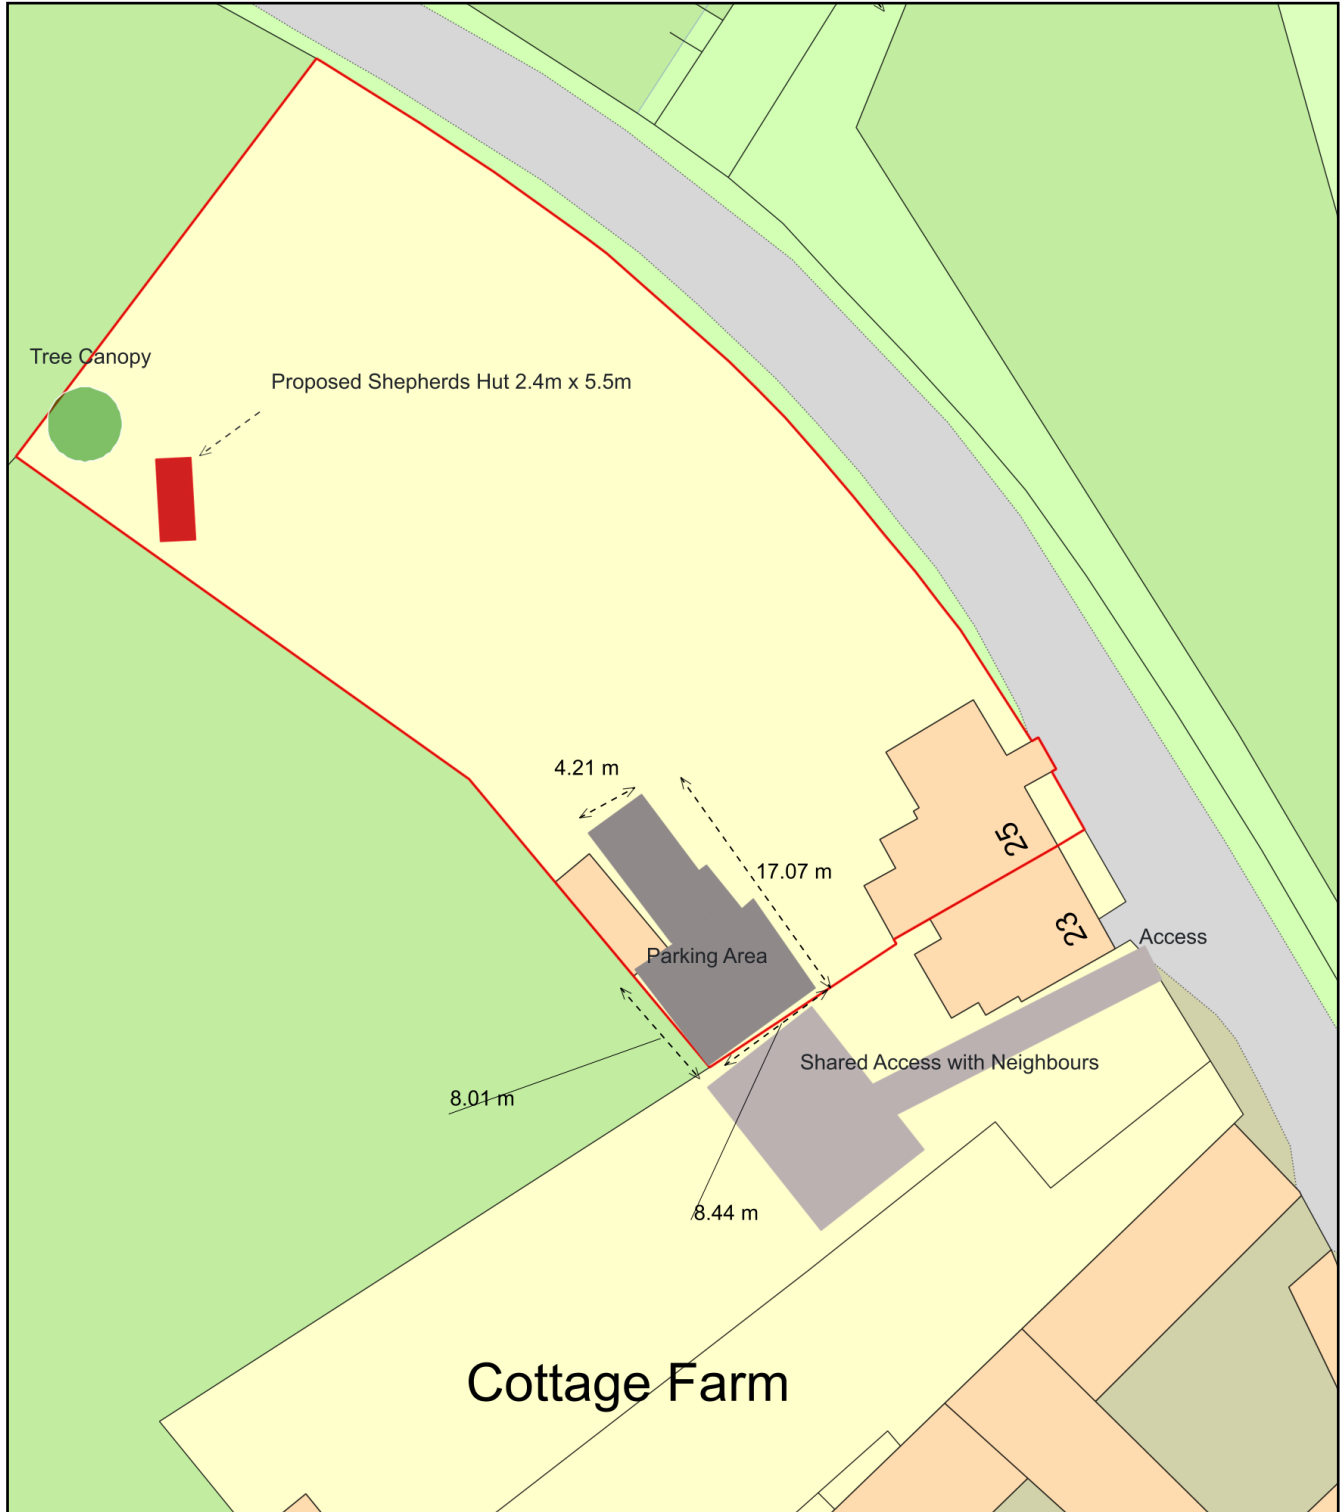 Tree Canopy
Proposed Shepherds Hut 2.4m x 5.5m
4.21 m
17.07 m
25
23
Access
Parking Area
Shared Access with Neighbours
8.01 m
8.44 m
Cottage Farm